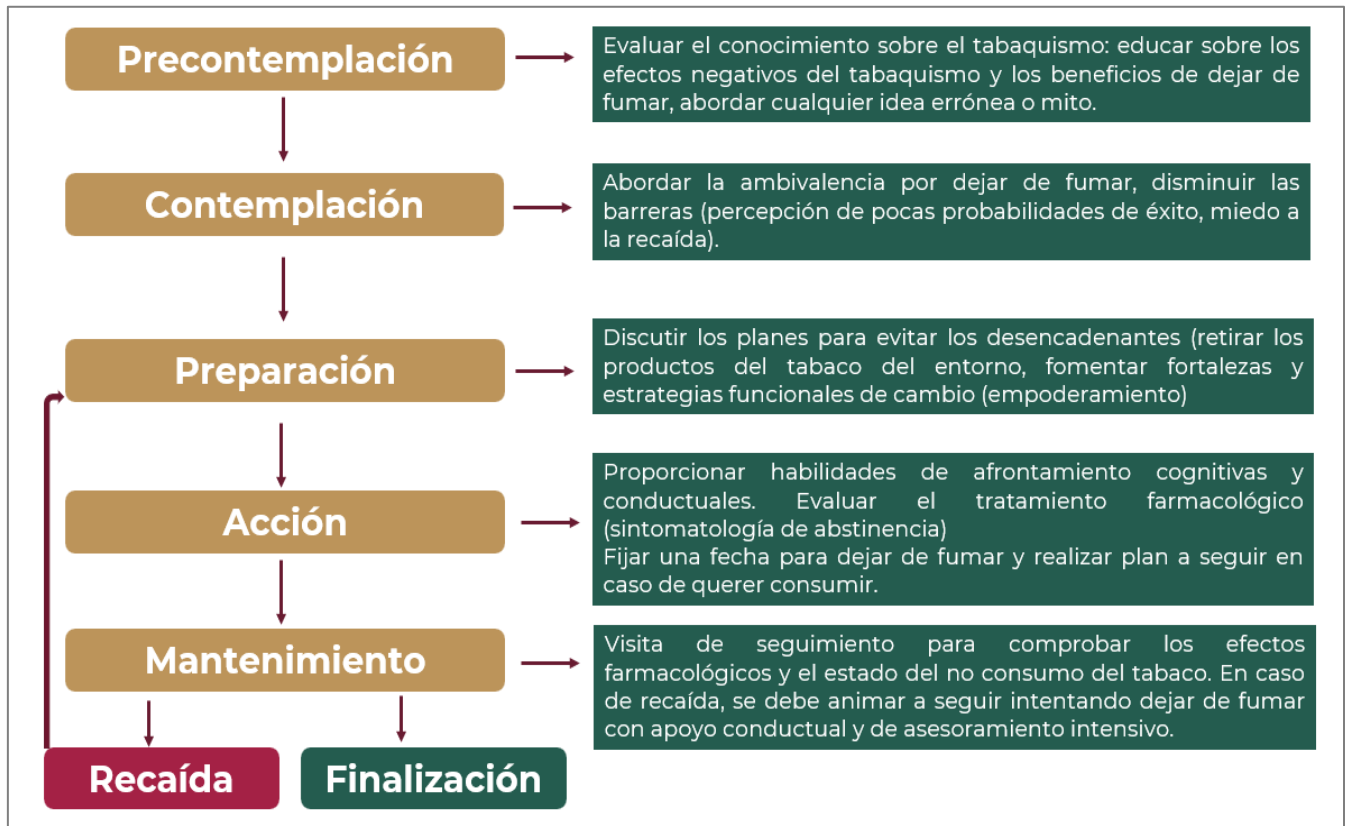 Precontemplación
Evaluar el conocimiento sobre el tabaquismo: educar sobre los
efectos negativos del tabaquismo y los beneficios de dejar de
fumar, abordar cualquier idea errónea o mito.
Contemplación
Abordar la ambivalencia por dejar de fumar, disminuir las
barreras (percepción de pocas probabilidades de éxito, miedo a
la recaída).
Preparación
Discutir los planes para evitar los desencadenantes (retirar los
productos del tabaco del entorno, fomentar fortalezas y
estrategias funcionales de cambio (empoderamiento)
Acción
Proporcionar habilidades de afrontamiento cognitivas y
conductuales. Evaluar el tratamiento farmacológico
(sintomatología de abstinencia)
Fijar una fecha para dejar de fumar y realizar plan a seguir en
caso de querer consumir.
Mantenimiento
Visita de seguimiento para comprobar los efectos
farmacológicos y el estado del no consumo del tabaco. En caso
de recaída, se debe animar a seguir intentando dejar de fumar
con apoyo conductual y de asesoramiento intensivo.
Recaída
Finalización